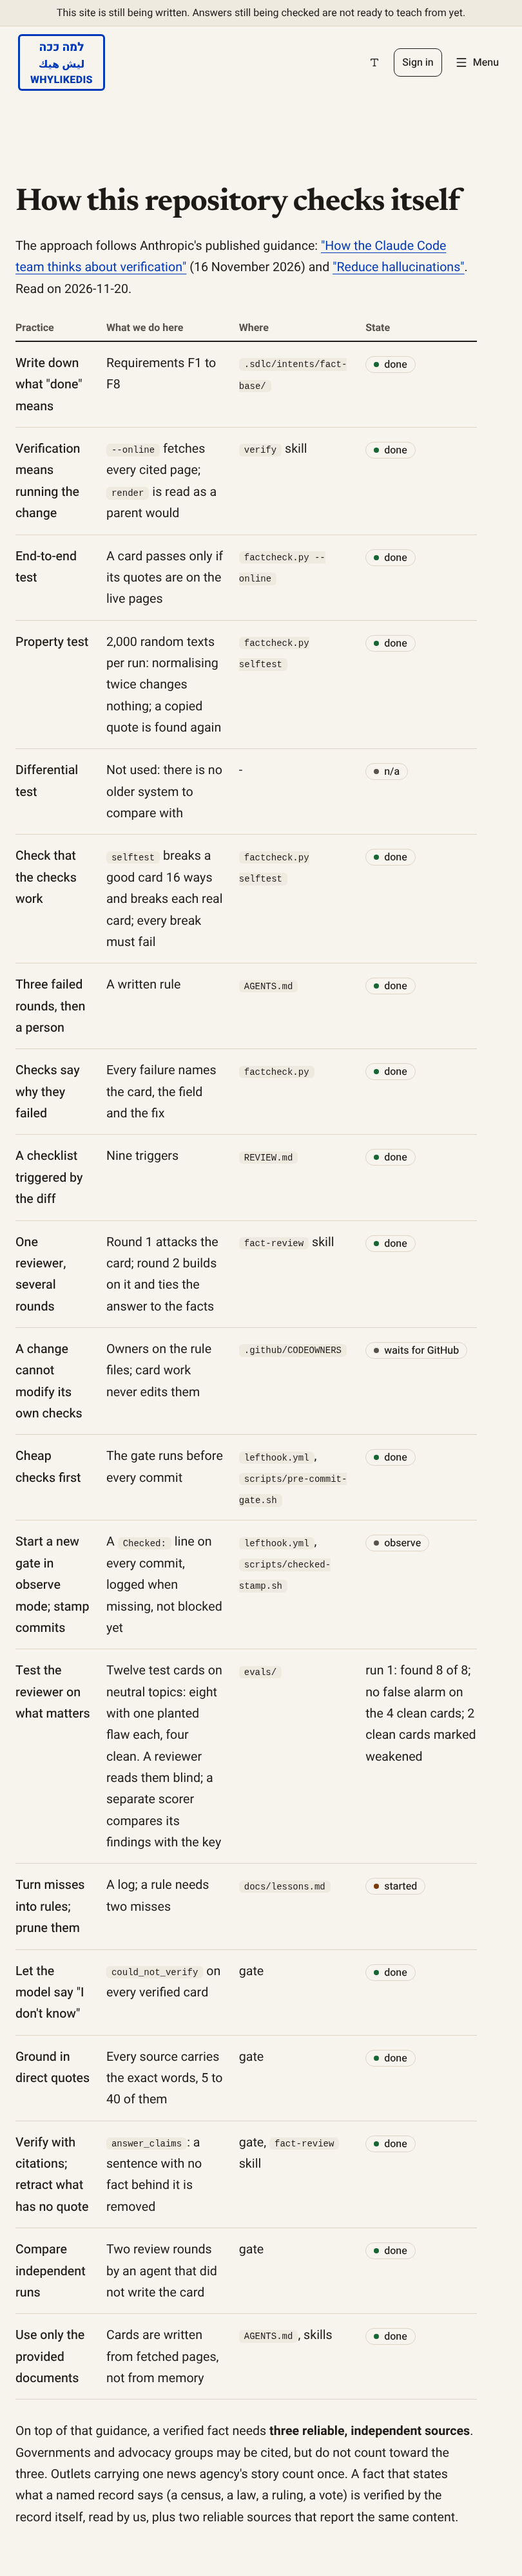 This site is still being written. Answers still being checked are not ready to teach from yet.
למה ככה
ليش هيك
WHYLIKEDIS
T
Sign in
Menu
How this repository checks itself
The approach follows Anthropic's published guidance: "How the Claude Code
team thinks about verification" (16 November 2026) and "Reduce hallucinations".
Read on 2026-11-20.
Practice What we do here Where State
Write down what "done" means
Requirements F1 to F8
.sdlc/intents/fact-base/
done
Verification means running the change
--online fetches every cited page; render is read as a parent would
verify skill
done
End-to-end test
A card passes only if its quotes are on the live pages
factcheck.py --online
done
Property test
2,000 random texts per run: normalising twice changes nothing; a copied quote is found again
factcheck.py selftest
done
Differential test
Not used: there is no older system to compare with
-
n/a
Check that the checks work
selftest breaks a good card 16 ways and breaks each real card; every break must fail
factcheck.py selftest
done
Three failed rounds, then a person
A written rule
AGENTS.md
done
Checks say why they failed
Every failure names the card, the field and the fix
factcheck.py
done
A checklist triggered by the diff
Nine triggers
REVIEW.md
done
One reviewer, several rounds
Round 1 attacks the card; round 2 builds on it and ties the answer to the facts
fact-review skill
done
A change cannot modify its own checks
Owners on the rule files; card work never edits them
.github/CODEOWNERS
waits for GitHub
Cheap checks first
The gate runs before every commit
lefthook.yml, scripts/pre-commit-gate.sh
done
Start a new gate in observe mode; stamp commits
A Checked: line on every commit, logged when missing, not blocked yet
lefthook.yml, scripts/checked-stamp.sh
observe
Test the reviewer on what matters
Twelve test cards on neutral topics: eight with one planted flaw each, four clean. A reviewer reads them blind; a separate scorer compares its findings with the key
evals/
run 1: found 8 of 8; no false alarm on the 4 clean cards; 2 clean cards marked weakened
Turn misses into rules; prune them
A log; a rule needs two misses
docs/lessons.md
started
Let the model say "I don't know"
could_not_verify on every verified card
gate
done
Ground in direct quotes
Every source carries the exact words, 5 to 40 of them
gate
done
Verify with citations; retract what has no quote
answer_claims: a sentence with no fact behind it is removed
gate, fact-review skill
done
Compare independent runs
Two review rounds by an agent that did not write the card
gate
done
Use only the provided documents
Cards are written from fetched pages, not from memory
AGENTS.md, skills
done
On top of that guidance, a verified fact needs three reliable, independent sources.
Governments and advocacy groups may be cited, but do not count toward the
three. Outlets carrying one news agency's story count once. A fact that states
what a named record says (a census, a law, a ruling, a vote) is verified by the
record itself, read by us, plus two reliable sources that report the same content.